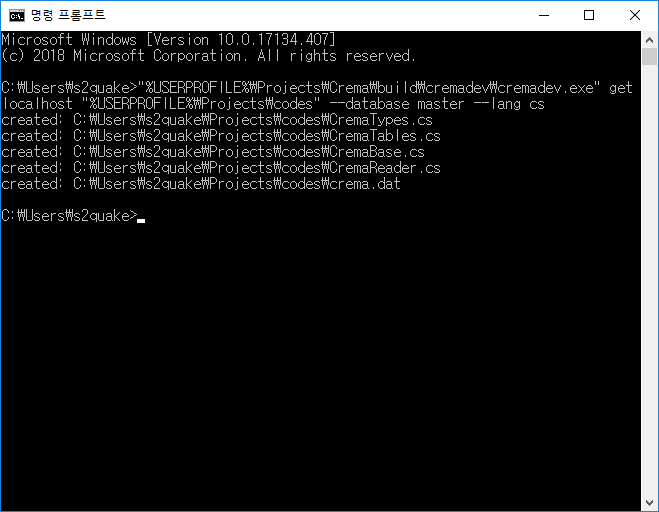 명령 프롬프트
Microsoft Windows [Version 10.0.17134.407]
(c) 2018 Microsoft Corporation. All rights reserved.
C:₩Users₩s2quake>"%USERPROFILE%₩Projects₩Crema₩build₩cremadev₩cremadev.exe" get
localhost "%USERPROFILE%₩Projects₩codes" --database master --lang cs
created: C:₩Users₩s2quake₩Projects₩codes₩CremaTypes.cs
created: C:₩Users₩s2quake₩Projects₩codes₩CremaTables.cs
created: C:₩Users₩s2quake₩Projects₩codes₩CremaBase.cs
created: C:₩Users₩s2quake₩Projects₩codes₩CremaReader.cs
created: C:₩Users₩s2quake₩Projects₩codes₩crema.dat
C:₩Users₩s2quake>